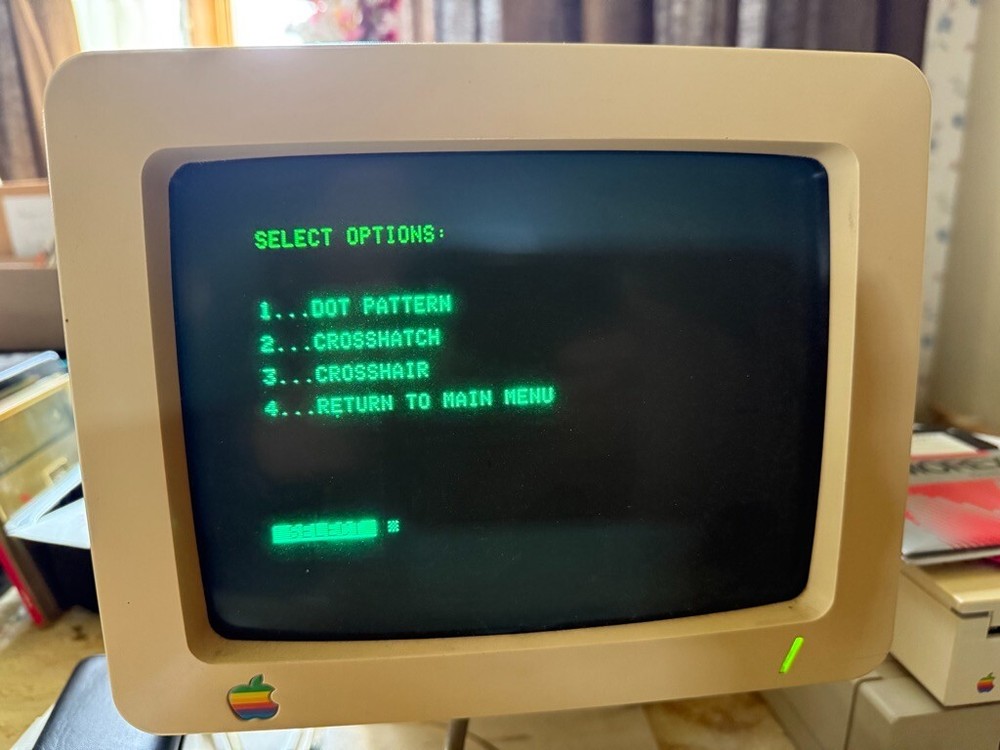 SELECT OPTIONS:
1...DOT PATTERN
2...CROSSHATCH
3...CROSSHAIR
4...RETURN TO MAIN MENU